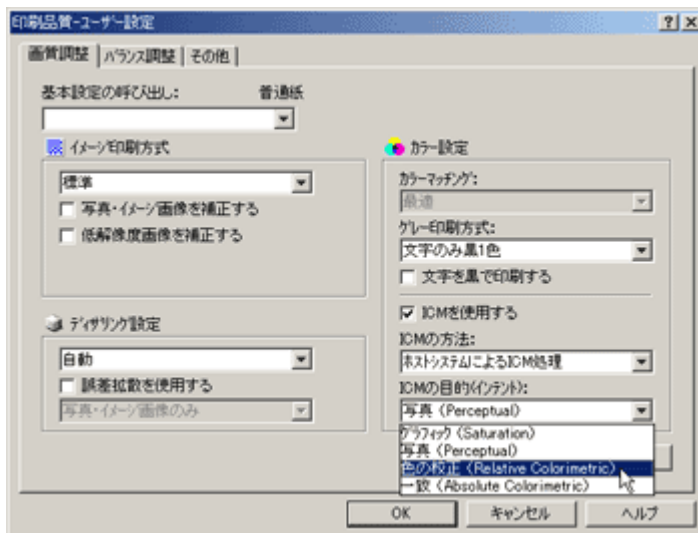 印刷品質-ユーザー設定
画質調整 バランス調整 その他
基本設定の呼び出し: 普通紙
イメージ印刷方式
標準
写真・イメージ画像を補正する
低解像度画像を補正する
ディザリング設定
自動
誤差拡散を使用する
写真・イメージ画像のみ
カラー設定
カラーマッチング:
最適
グレー印刷方式:
文字のみ黒1色
文字を黒で印刷する
ICMを使用する
ICMの方法:
ホストシステムによるICM処理
ICMの目的(インテント):
写真 (Perceptual)
グラフィック (Saturation)
写真 (Perceptual)
色の校正 (Relative Colorimetric)
一致 (Absolute Colorimetric)
OK キャンセル ヘルプ